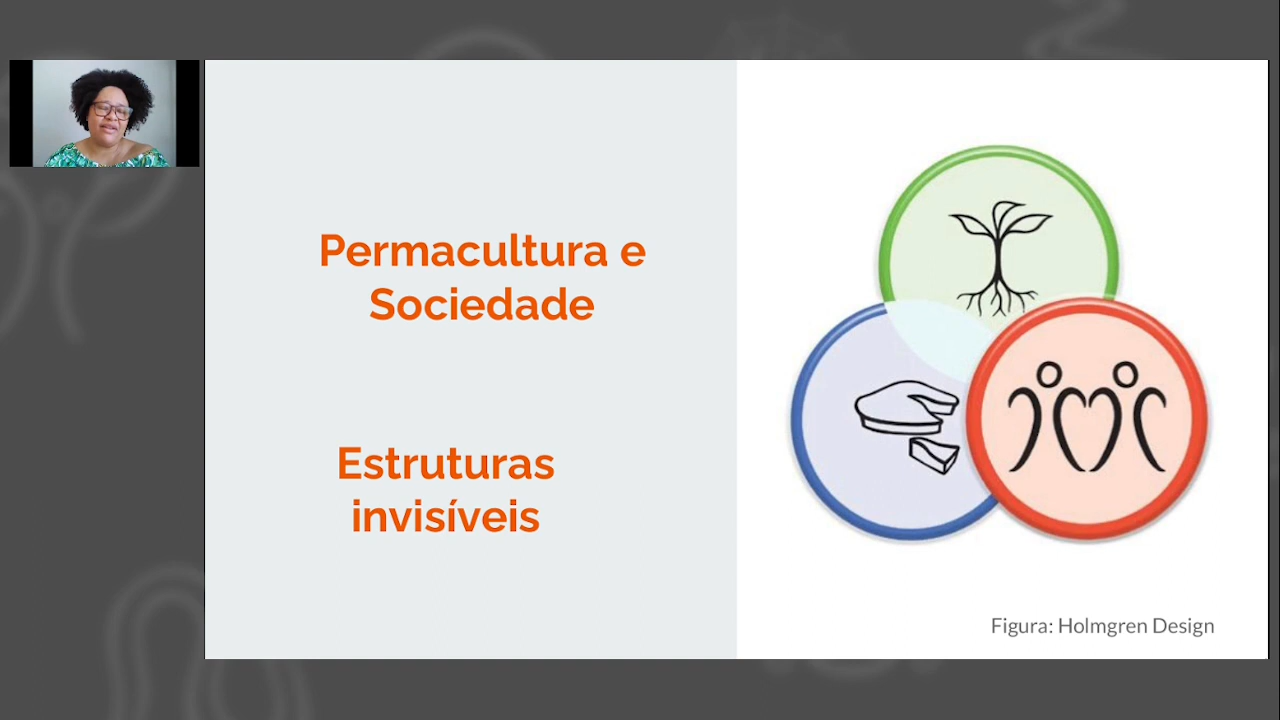 Permacultura e
Sociedade
Estruturas
invisíveis
Figura: Holmgren Design